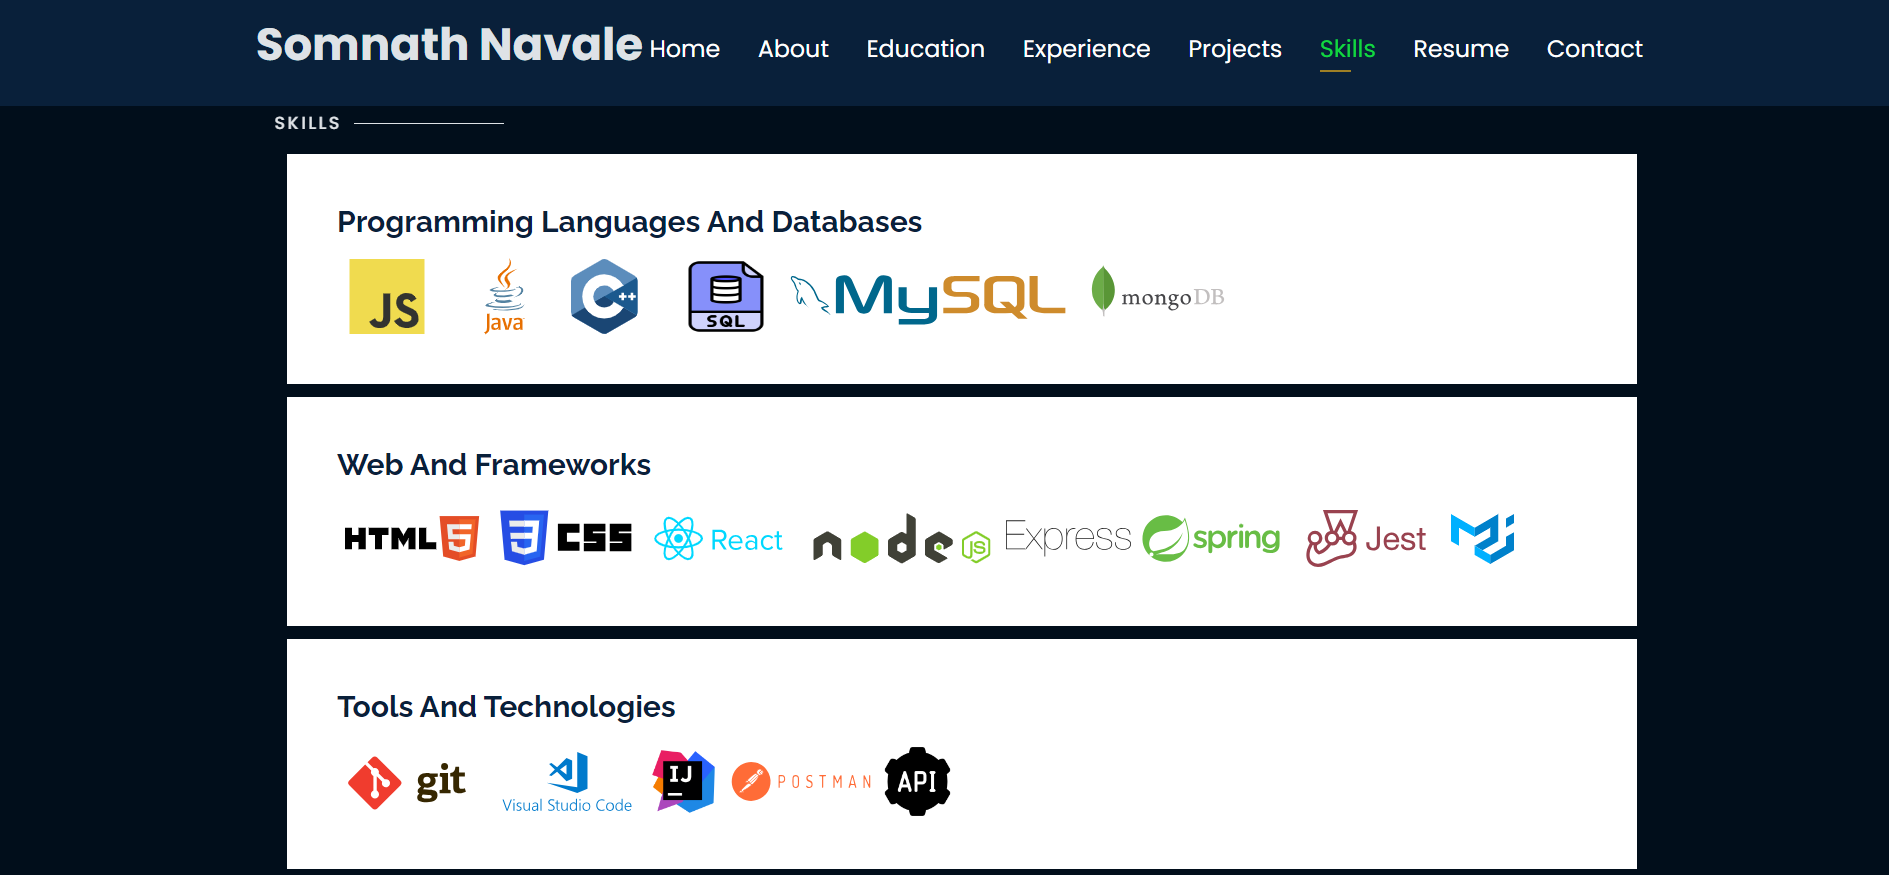 Somnath Navale Home About Education Experience Projects Skills Resume Contact
SKILLS
Programming Languages And Databases
JS Java C++ SQL MySQL mongoDB
Web And Frameworks
HTML 5 3 CSS React node JS Express spring Jest
Tools And Technologies
git Visual Studio Code IJ POSTMAN API